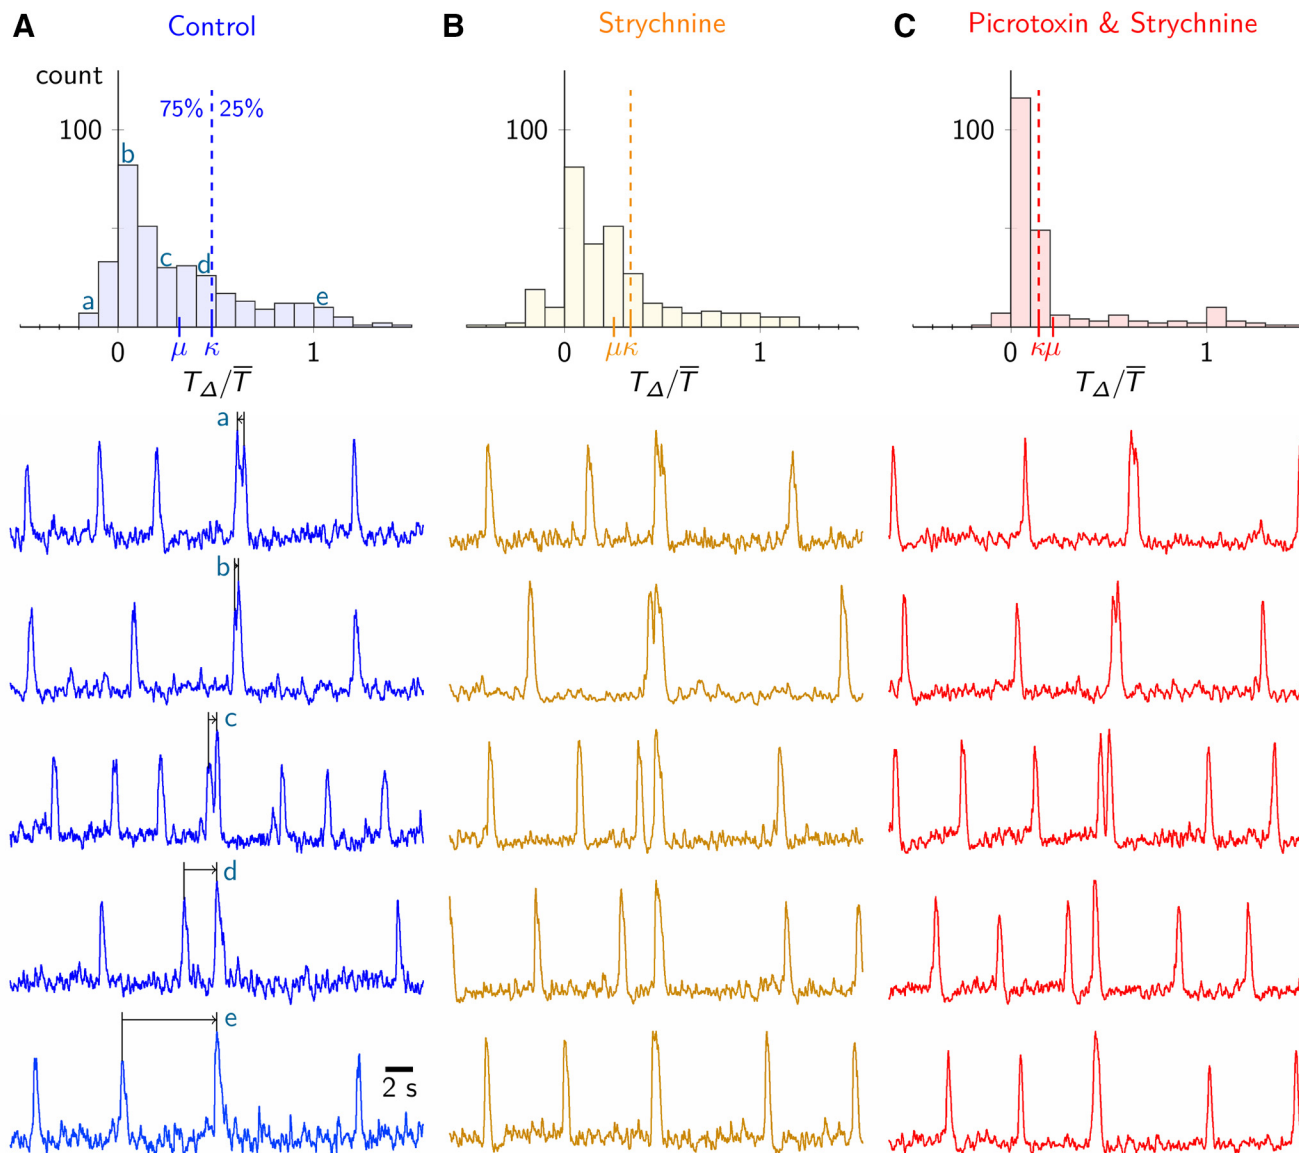 A Control
B Strychnine
C Picrotoxin & Strychnine
count
75% 25%
100
a b c d e
μ κ
0 1
T_Δ/T̿
100
μκ
0 1
T_Δ/T̿
100
κμ
0 1
T_Δ/T̿
a
b
c
d
e
2 s